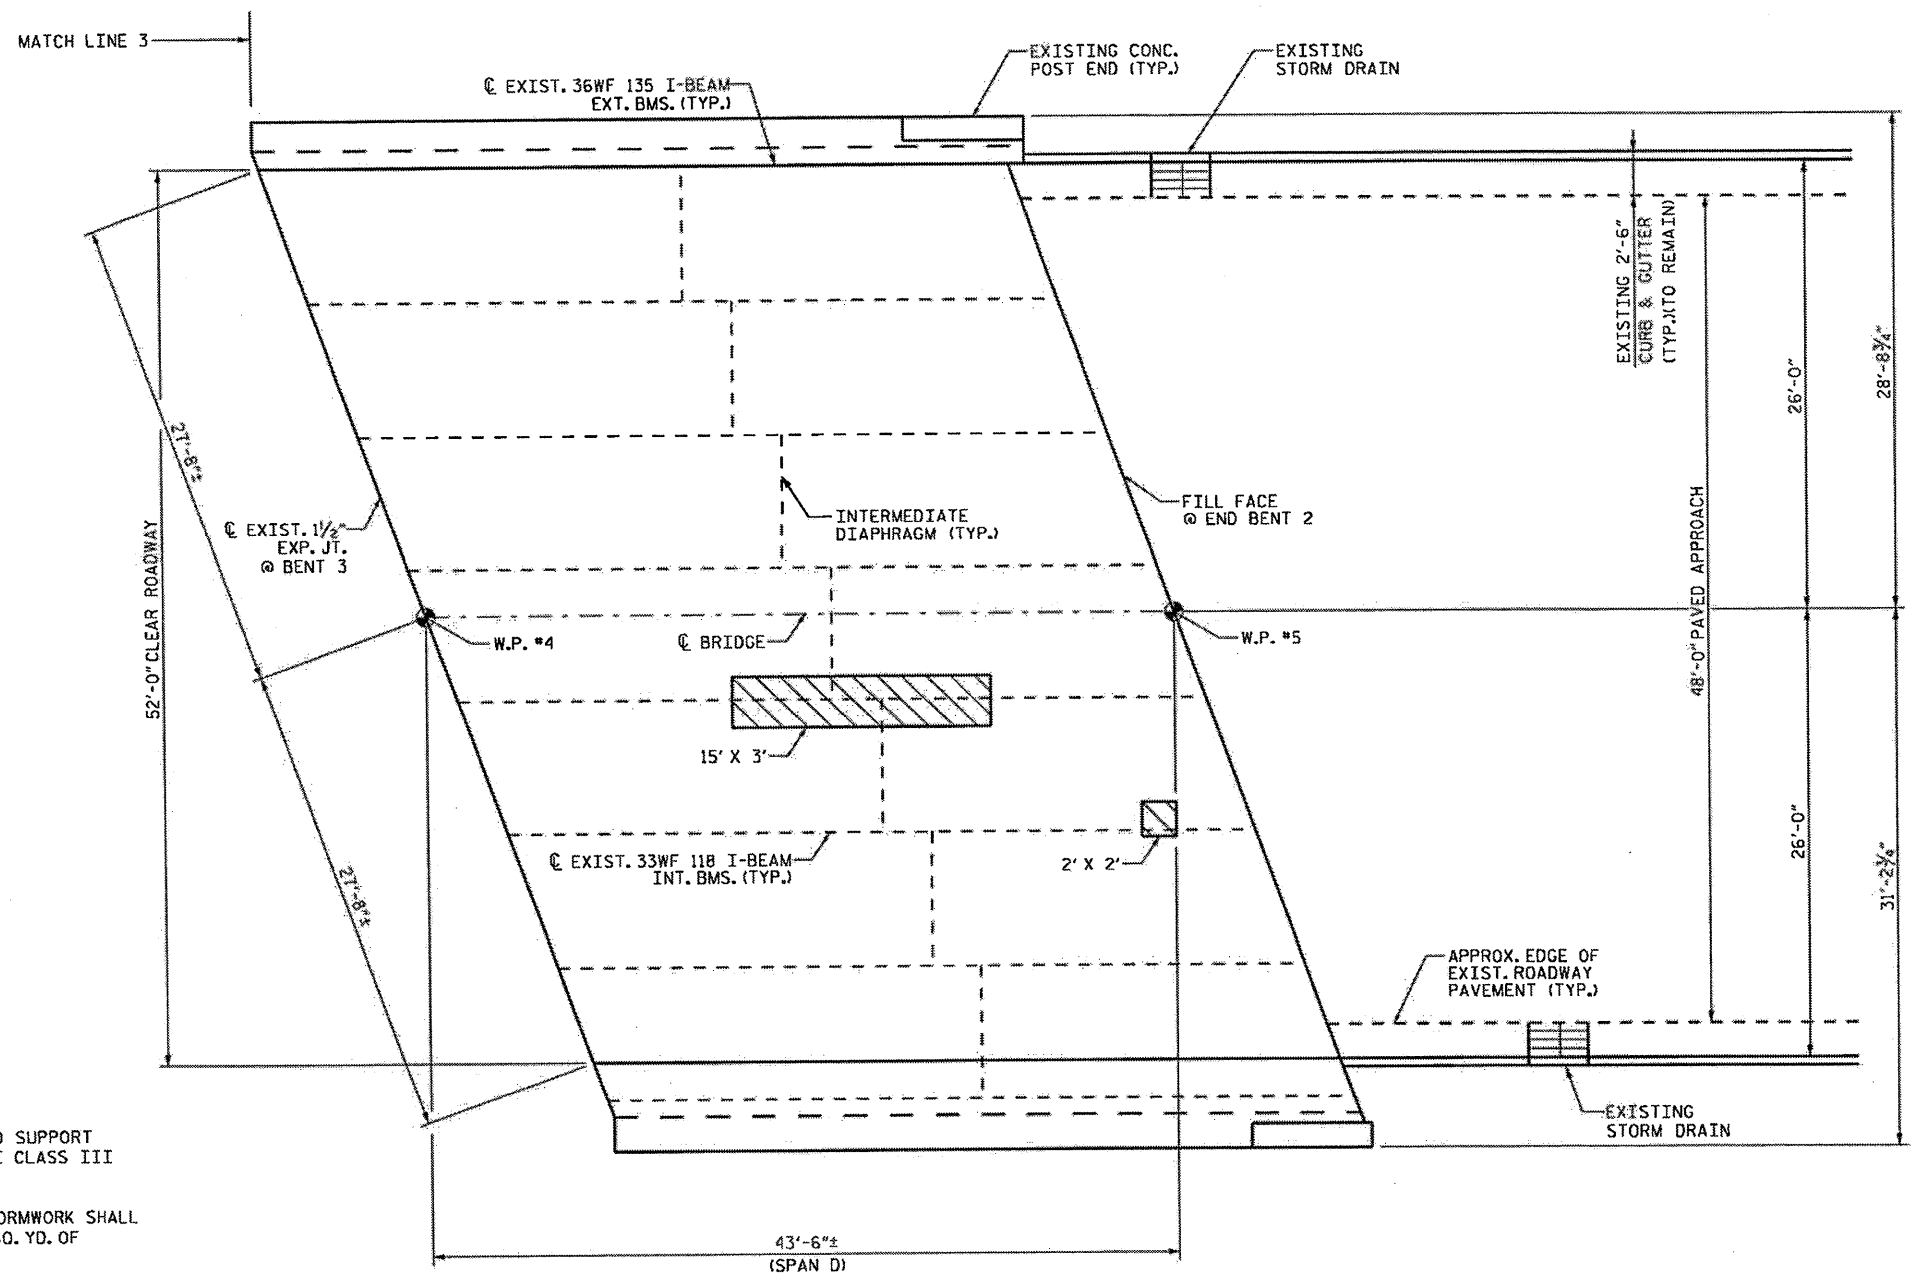 MATCH LINE 3
EXISTING CONC.
POST END (TYP.)
EXISTING
STORM DRAIN
℄ EXIST. 36WF 135 I-BEAM
EXT. BMS. (TYP.)
EXISTING 2'-6"
CURB & GUTTER
(TYP.)(TO REMAIN)
26'-0"
28'-8¾"
27'-8"±
52'-0" CLEAR ROADWAY
℄ EXIST. 1½"
EXP. JT.
@ BENT 3
INTERMEDIATE
DIAPHRAGM (TYP.)
FILL FACE
@ END BENT 2
48'-0" PAVED APPROACH
W.P. #4
℄ BRIDGE
W.P. #5
15' X 3'
2' X 2'
℄ EXIST. 33WF 118 I-BEAM
INT. BMS. (TYP.)
27'-8"±
26'-0"
31'-2¾"
APPROX. EDGE OF
EXIST. ROADWAY
PAVEMENT (TYP.)
EXISTING
STORM DRAIN
SUPPORT
CLASS III
ORMWORK SHALL
Q. YD. OF
43'-6"±
(SPAN D)